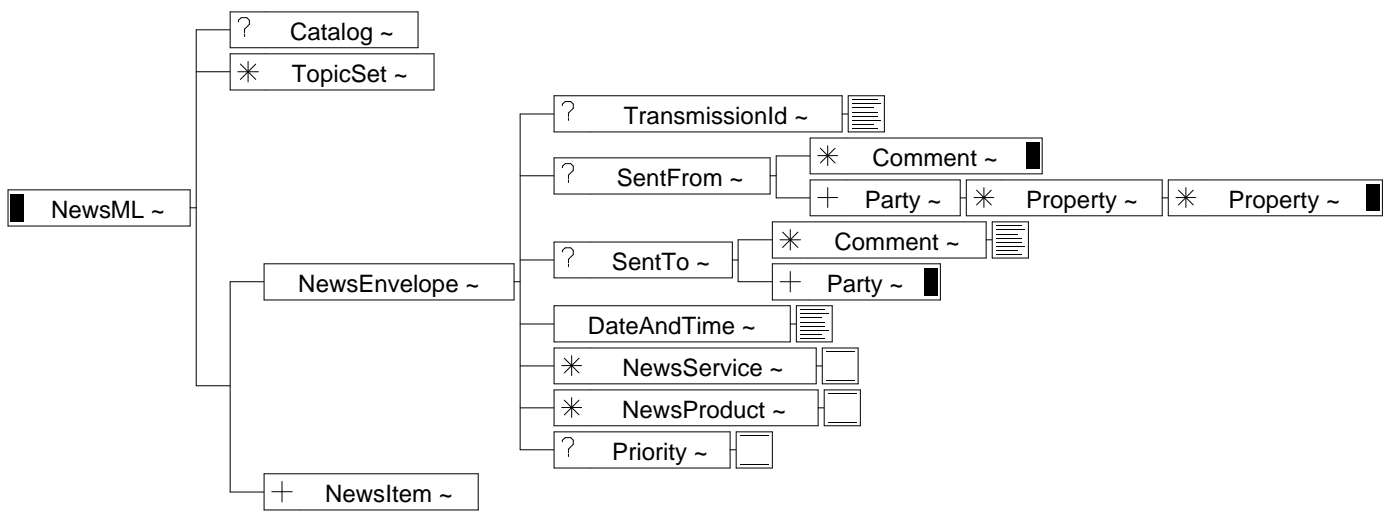 ? Catalog ~
* TopicSet ~
? TransmissionId ~
* Comment ~
? SentFrom ~
+ Party ~ * Property ~ * Property ~
NewsML ~
* Comment ~
? SentTo ~
NewsEnvelope ~
+ Party ~
DateAndTime ~
* NewsService ~
* NewsProduct ~
? Priority ~
+ NewsItem ~